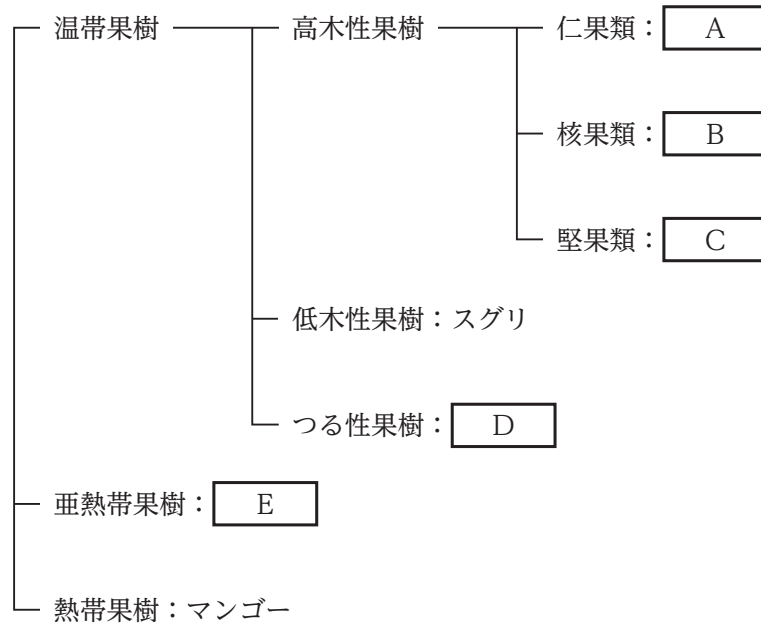 温帯果樹 高木性果樹 仁果類：A
核果類：B
堅果類：C
低木性果樹：スグリ
つる性果樹：D
亜熱帯果樹：E
熱帯果樹：マンゴー